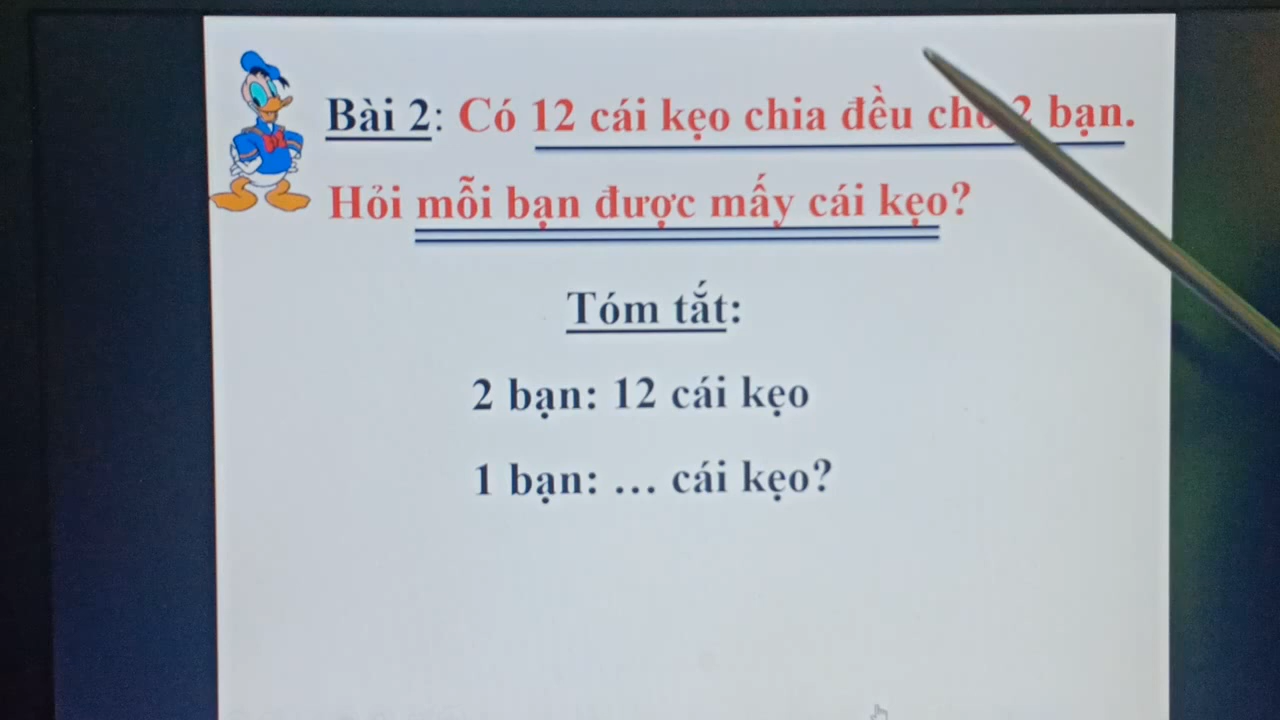 Bài 2: Có 12 cái kẹo chia đều cho 2 bạn.
Hỏi mỗi bạn được mấy cái kẹo?
Tóm tắt:
2 bạn: 12 cái kẹo
1 bạn: ... cái kẹo?